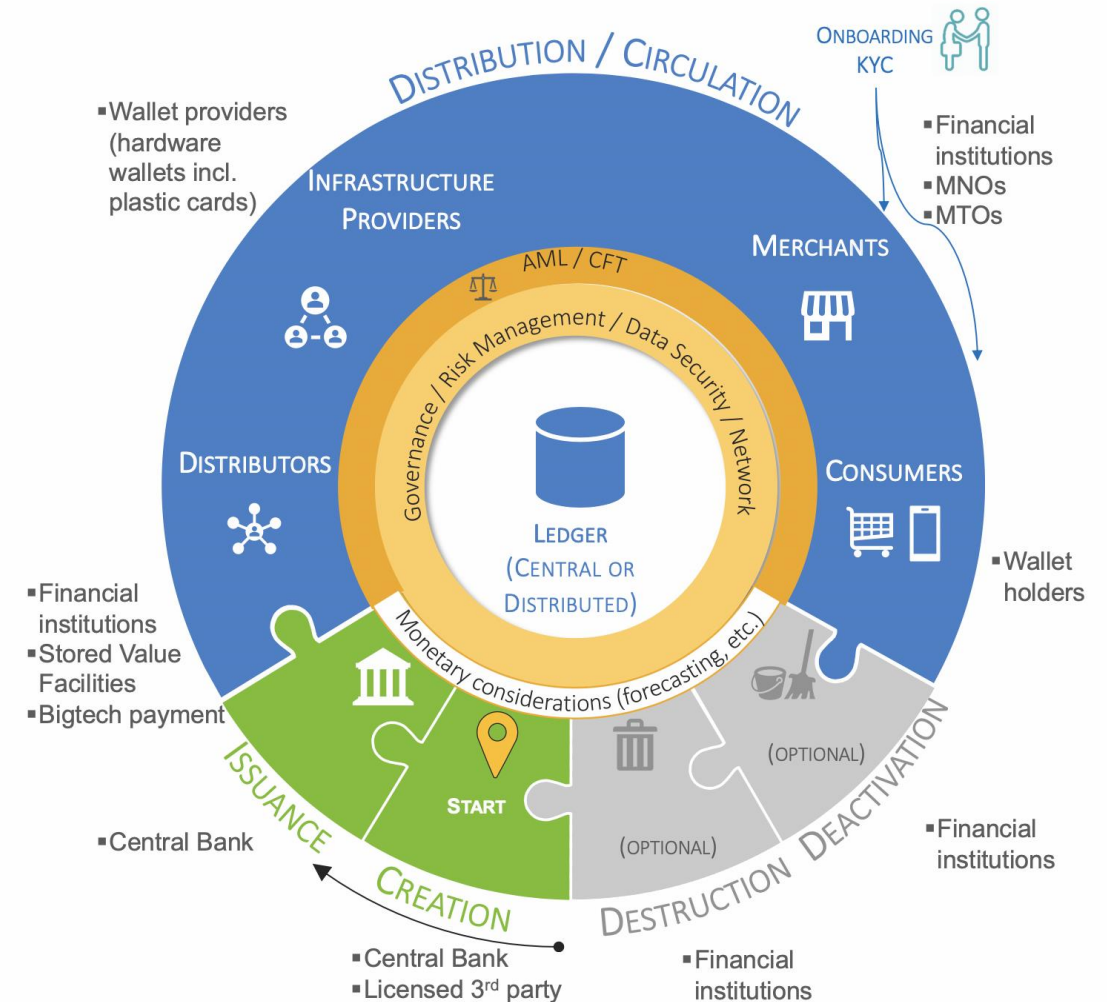 DISTRIBUTION / CIRCULATION
ONBOARDING
KYC
▪Wallet providers
(hardware
wallets incl.
plastic cards)
▪Financial
institutions
▪MNOs
▪MTOs
INFRASTRUCTURE
PROVIDERS
MERCHANTS
AML / CFT
Governance / Risk Management / Data Security / Network
DISTRIBUTORS
CONSUMERS
LEDGER
(CENTRAL OR
DISTRIBUTED)
▪Wallet
holders
▪Financial
institutions
▪Stored Value
Facilities
▪Bigtech payment
Monetary considerations (forecasting, etc.)
START
(OPTIONAL)
(OPTIONAL)
ISSUANCE
CREATION
DESTRUCTION
DEACTIVATION
▪Central Bank
▪Financial
institutions
▪Central Bank
▪Licensed 3rd party
▪Financial
institutions